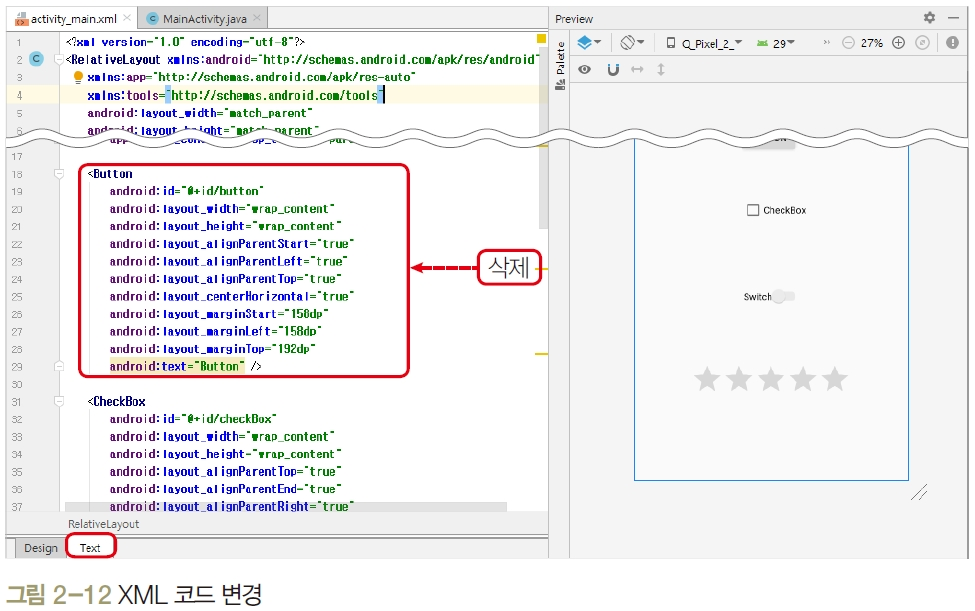 activity_main.xml
MainActivity.java
Preview
Palette
Q_Pixel_2_
29
27%
1 <?xml version="1.0" encoding="utf-8"?>
2 <RelativeLayout xmlns:android="http://schemas.android.com/apk/res/android"
3 xmlns:app="http://schemas.android.com/apk/res-auto"
4 xmlns:tools="http://schemas.android.com/tools"
5 android:layout_width="match_parent"
6 android:layout_height="match_parent"
17
18 <Button
19 android:id="@+id/button"
20 android:layout_width="wrap_content"
21 android:layout_height="wrap_content"
22 android:layout_alignParentStart="true"
23 android:layout_alignParentLeft="true"
24 android:layout_alignParentTop="true"
25 android:layout_centerHorizontal="true"
26 android:layout_marginStart="158dp"
27 android:layout_marginLeft="158dp"
28 android:layout_marginTop="192dp"
29 android:text="Button" />
30
31 <CheckBox
32 android:id="@+id/checkBox"
33 android:layout_width="wrap_content"
34 android:layout_height="wrap_content"
35 android:layout_alignParentTop="true"
36 android:layout_alignParentEnd="true"
37 android:layout_alignParentRight="true"
삭제
CheckBox
Switch
RelativeLayout
Design
Text
그림 2-12 XML 코드 변경